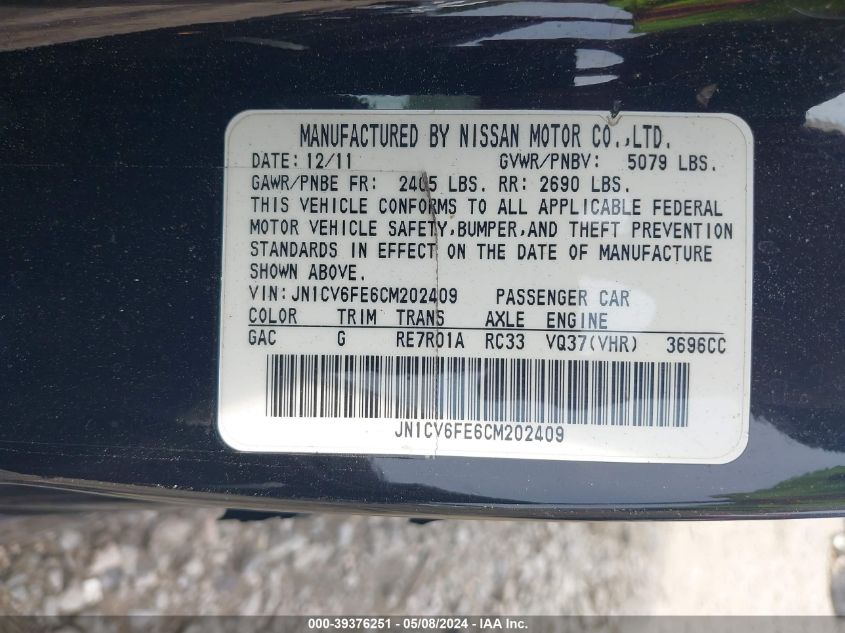 MANUFACTURED BY NISSAN MOTOR CO.,LTD.
DATE: 12/11 GVWR/PNBV: 5079 LBS.
GAWR/PNBE FR: 2405 LBS. RR: 2690 LBS.
THIS VEHICLE CONFORMS TO ALL APPLICABLE FEDERAL
MOTOR VEHICLE SAFETY,BUMPER,AND THEFT PREVENTION
STANDARDS IN EFFECT ON THE DATE OF MANUFACTURE
SHOWN ABOVE.
VIN: JN1CV6FE6CM202409 PASSENGER CAR
COLOR TRIM TRANS AXLE ENGINE
GAC G RE7R01A RC33 VQ37(VHR) 3696CC
JN1CV6FE6CM202409
000-39376251 - 05/08/2024 - IAA Inc.